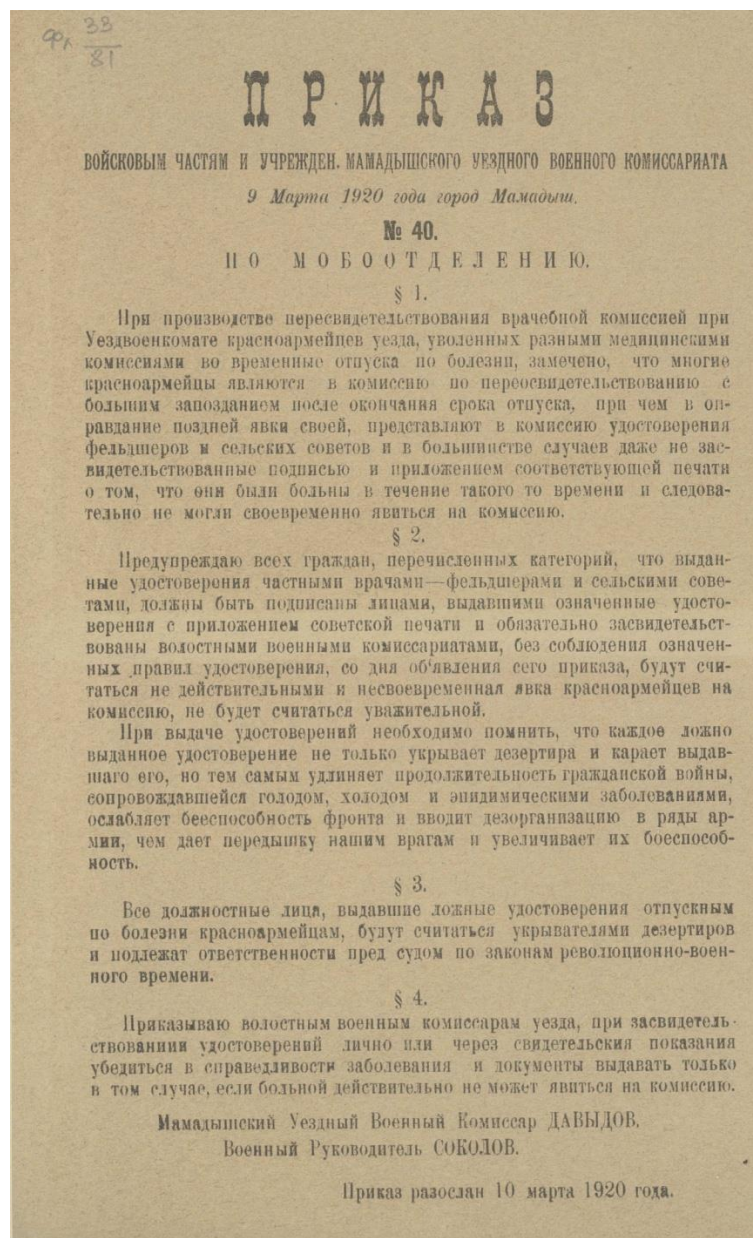 Фл 33
81
ПРИКАЗ
ВОЙСКОВЫМ ЧАСТЯМ И УЧРЕЖДЕН. МАМАДЫШСКОГО УЕЗДНОГО ВОЕННОГО КОМИССАРИАТА
9 Марта 1920 года город Мамадыш.
№ 40.
ПО МОБООТДЕЛЕНИЮ.
§ 1.
При производстве пересвидетельствования врачебной комиссией при
Уездвоенкомате красноармейцев уезда, уволенных разными медицинскими
комиссиями во временные отпуска по болезни, замечено, что многие
красноармейцы являются в комиссию по переосвидетельствованию с
большим запозданием после окончания срока отпуска, при чем в оп-
равдание поздней явки своей, представляют в комиссию удостоверения
фельдшеров и сельских советов и в большинстве случаев даже не зас-
видетельствованные подписью и приложением соответствующей печати
о том, что они были больны в течение такого то времени и следова-
тельно не могли своевременно явиться на комиссию.
§ 2.
Предупреждаю всех граждан, перечисленных категорий, что выдан-
ные удостоверения частными врачами—фельдшерами и сельскими сове-
тами, должны быть подписаны лицами, выдавшими означенные удосто-
верения с приложением советской печати и обязательно засвидетельст-
вованы волостными военными комиссариатами, без соблюдения означен-
ных правил удостоверения, со дня об'явления сего приказа, будут счи-
таться не действительными и несвоевременная явка красноармейцев на
комиссию, не будет считаться уважительной.
При выдаче удостоверений необходимо помнить, что каждое ложно
выданное удостоверение не только укрывает дезертира и карает выдав-
шаго его, но тем самым удлиняет продолжительность гражданской войны,
сопровождавшейся голодом, холодом и эпидимическими заболеваниями,
ослабляет бееспособность фронта и вводит дезорганизацию в ряды ар-
мии, чем дает передышку нашим врагам и увеличивает их боеспособ-
ность.
§ 3.
Все должностные лица, выдавшие ложные удостоверения отпускным
по болезни красноармейцам, будут считаться укрывателями дезертиров
и подлежат ответственности пред судом по законам революционно-воен-
ного времени.
§ 4.
Приказываю волостным военным комиссарам уезда, при засвидетель-
ствованиии удостоверений лично или через свидетельския показания
убедиться в справедливости заболевания и документы выдавать только
в том случае, если больной действительно не может явиться на комиссию.
Мамадышский Уездный Военный Комиссар ДАВЫДОВ.
Военный Руководитель СОКОЛОВ.
Приказ разослан 10 марта 1920 года.